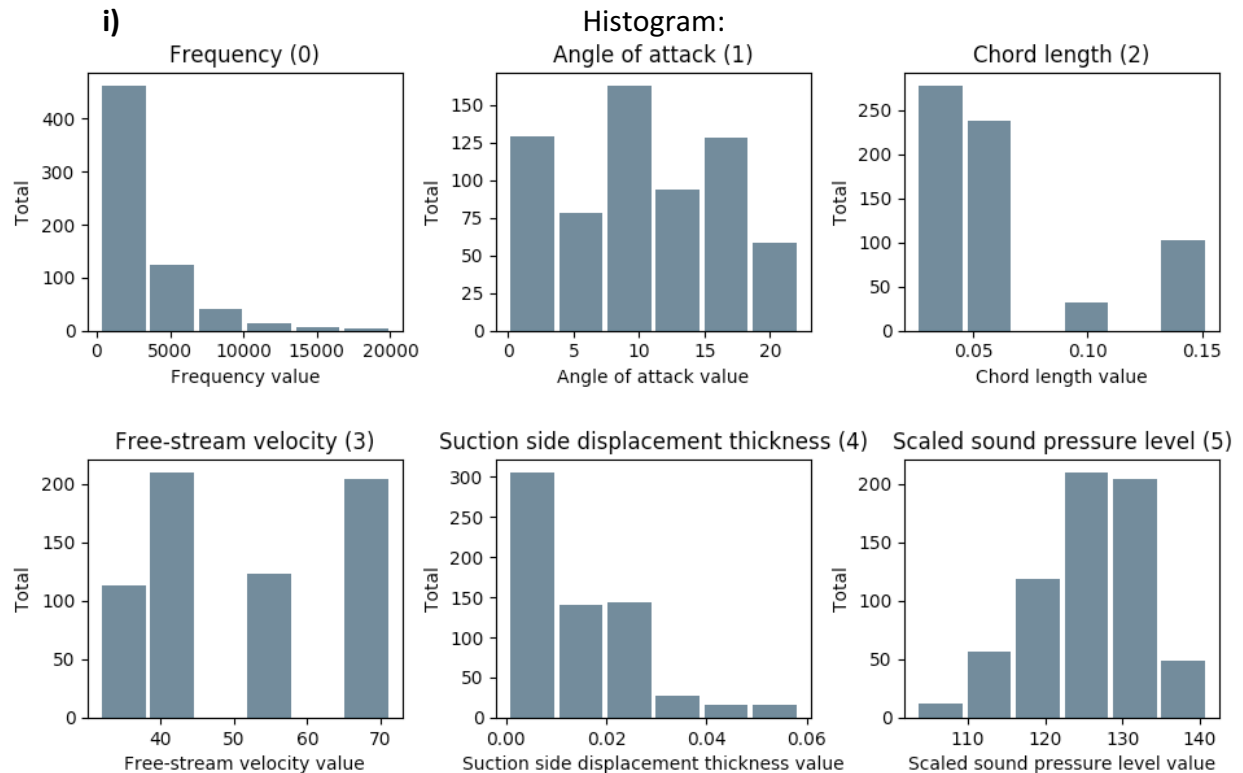 i)
Histogram:
Frequency (0)
400
300
200
100
0
Total
0 5000 10000 15000 20000
Frequency value
Angle of attack (1)
150
125
100
75
50
25
0
Total
0 5 10 15 20
Angle of attack value
Chord length (2)
250
200
150
100
50
0
Total
0.05 0.10 0.15
Chord length value
Free-stream velocity (3)
200
150
100
50
0
Total
40 50 60 70
Free-stream velocity value
Suction side displacement thickness (4)
300
250
200
150
100
50
0
Total
0.00 0.02 0.04 0.06
Suction side displacement thickness value
Scaled sound pressure level (5)
200
150
100
50
0
Total
110 120 130 140
Scaled sound pressure level value